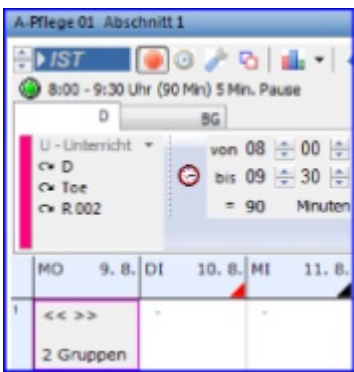 A-Pflege 01 Abschnitt 1
IST
8:00 - 9:30 Uhr (90 Min) 5 Min. Pause
D BG
U - Unterricht von 08 00
D bis 09 30
Toe = 90 Minuten
R 002
MO 9. 8. DI 10. 8. MI 11. 8.
1 << >> - -
2 Gruppen